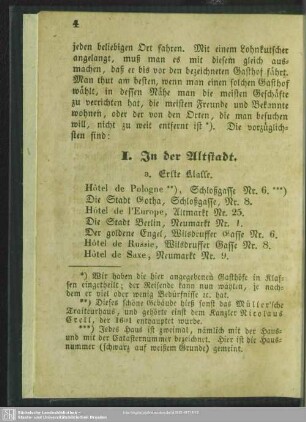 4
jeden beliebigen Ort fahren. Mit einem Lohnkutscher
angelangt, muß man es mit diesem gleich aus-
machen, daß er bis vor den bezeichneten Gasthof fährt.
Man thut am besten, wenn man einen solchen Gasthof
wählt, in dessen Nähe man die meisten Geschäfte
zu verrichten hat, die meisten Freunde und Bekannte
wohnen, oder der von den Orten, die man besuchen
will, nicht zu weit entfernt ist *). Die vorzüglich-
sten sind:
I. In der Altstadt.
a. Erste Klasse.
Hôtel de Pologne **), Schloßgasse Nr. 6. ***)
Die Stadt Gotha, Schloßgasse, Nr. 8.
Hôtel de l'Europe, Altmarkt Nr. 25.
Die Stadt Berlin, Neumarkt Nr. 1.
Der goldene Engel, Wilsdruffer Gasse Nr. 6.
Hôtel de Russie, Wilsdruffer Gasse Nr. 8.
Hôtel de Saxe, Neumarkt Nr. 9.
*) Wir haben die hier angegebenen Gasthöfe in Klas-
sen eingetheilt; der Reisende kann nun wählen, je nach-
dem er viel oder wenig Bedürfnisse ec. hat.
**) Dieses schöne Gebäude hieß sonst das Müller'sche
Traiteurhaus, und gehörte einst dem Kanzler Nicolaus
Crell, der 1601 enthauptet wurde.
***) Jedes Haus ist zweimal, nämlich mit der Haus-
und mit der Catasternummer bezeichnet. Hier ist die Haus-
nummer (schwarz auf weißem Grunde) gemeint.